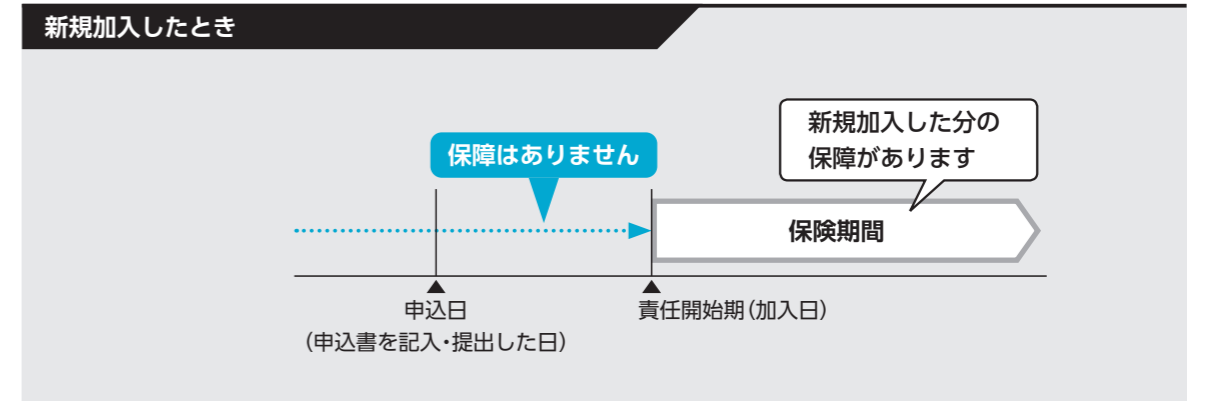 新規加入したとき
新規加入した分の
保障があります
保障はありません
保険期間
申込日
(申込書を記入・提出した日)
責任開始期(加入日)